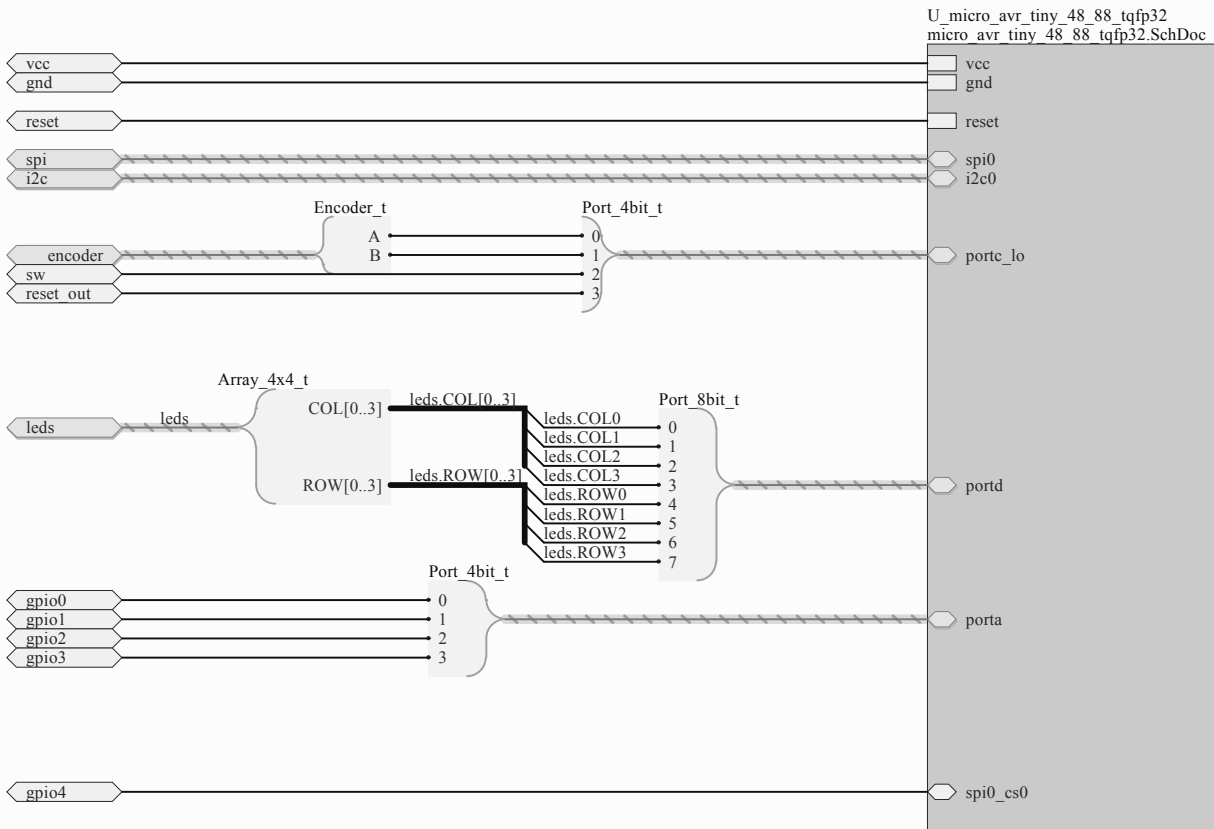 U_micro_avr_tiny_48_88_tqfp32
micro_avr_tiny_48_88_tqfp32.SchDoc
vcc
vcc
gnd
gnd
reset
reset
spi
spi0
i2c
i2c0
Encoder_t
Port_4bit_t
A
0
encoder
B
1
portc_lo
sw
2
reset_out
3
Array_4x4_t
COL[0..3]
leds.COL[0..3]
Port_8bit_t
leds
leds
leds.COL0
0
leds.COL1
1
leds.COL2
2
leds.COL3
3
ROW[0..3]
leds.ROW[0..3]
portd
leds.ROW0
4
leds.ROW1
5
leds.ROW2
6
leds.ROW3
7
Port_4bit_t
gpio0
0
gpio1
1
porta
gpio2
2
gpio3
3
gpio4
spi0_cs0